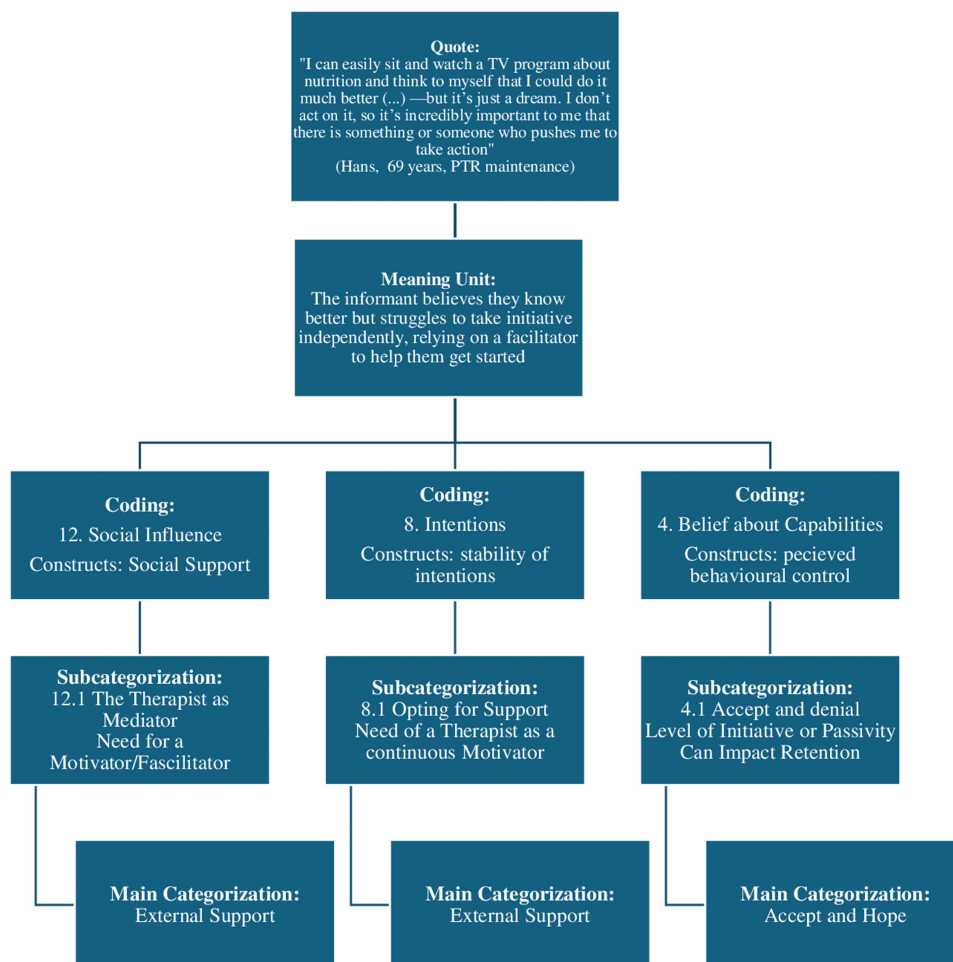 Quote:
"I can easily sit and watch a TV program about
nutrition and think to myself that I could do it
much better (...) —but it's just a dream. I don't
act on it, so it's incredibly important to me that
there is something or someone who pushes me to
take action"
(Hans, 69 years, PTR maintenance)
Meaning Unit:
The informant believes they know
better but struggles to take initiative
independently, relying on a facilitator
to help them get started
Coding:
12. Social Influence
Constructs: Social Support
Coding:
8. Intentions
Constructs: stability of
intentions
Coding:
4. Belief about Capabilities
Constructs: pecieved
behavioural control
Subcategorization:
12.1 The Therapist as
Mediator
Need for a
Motivator/Fascilitator
Subcategorization:
8.1 Opting for Support
Need of a Therapist as a
continuous Motivator
Subcategorization:
4.1 Accept and denial
Level of Initiative or Passivity
Can Impact Retention
Main Categorization:
External Support
Main Categorization:
External Support
Main Categorization:
Accept and Hope